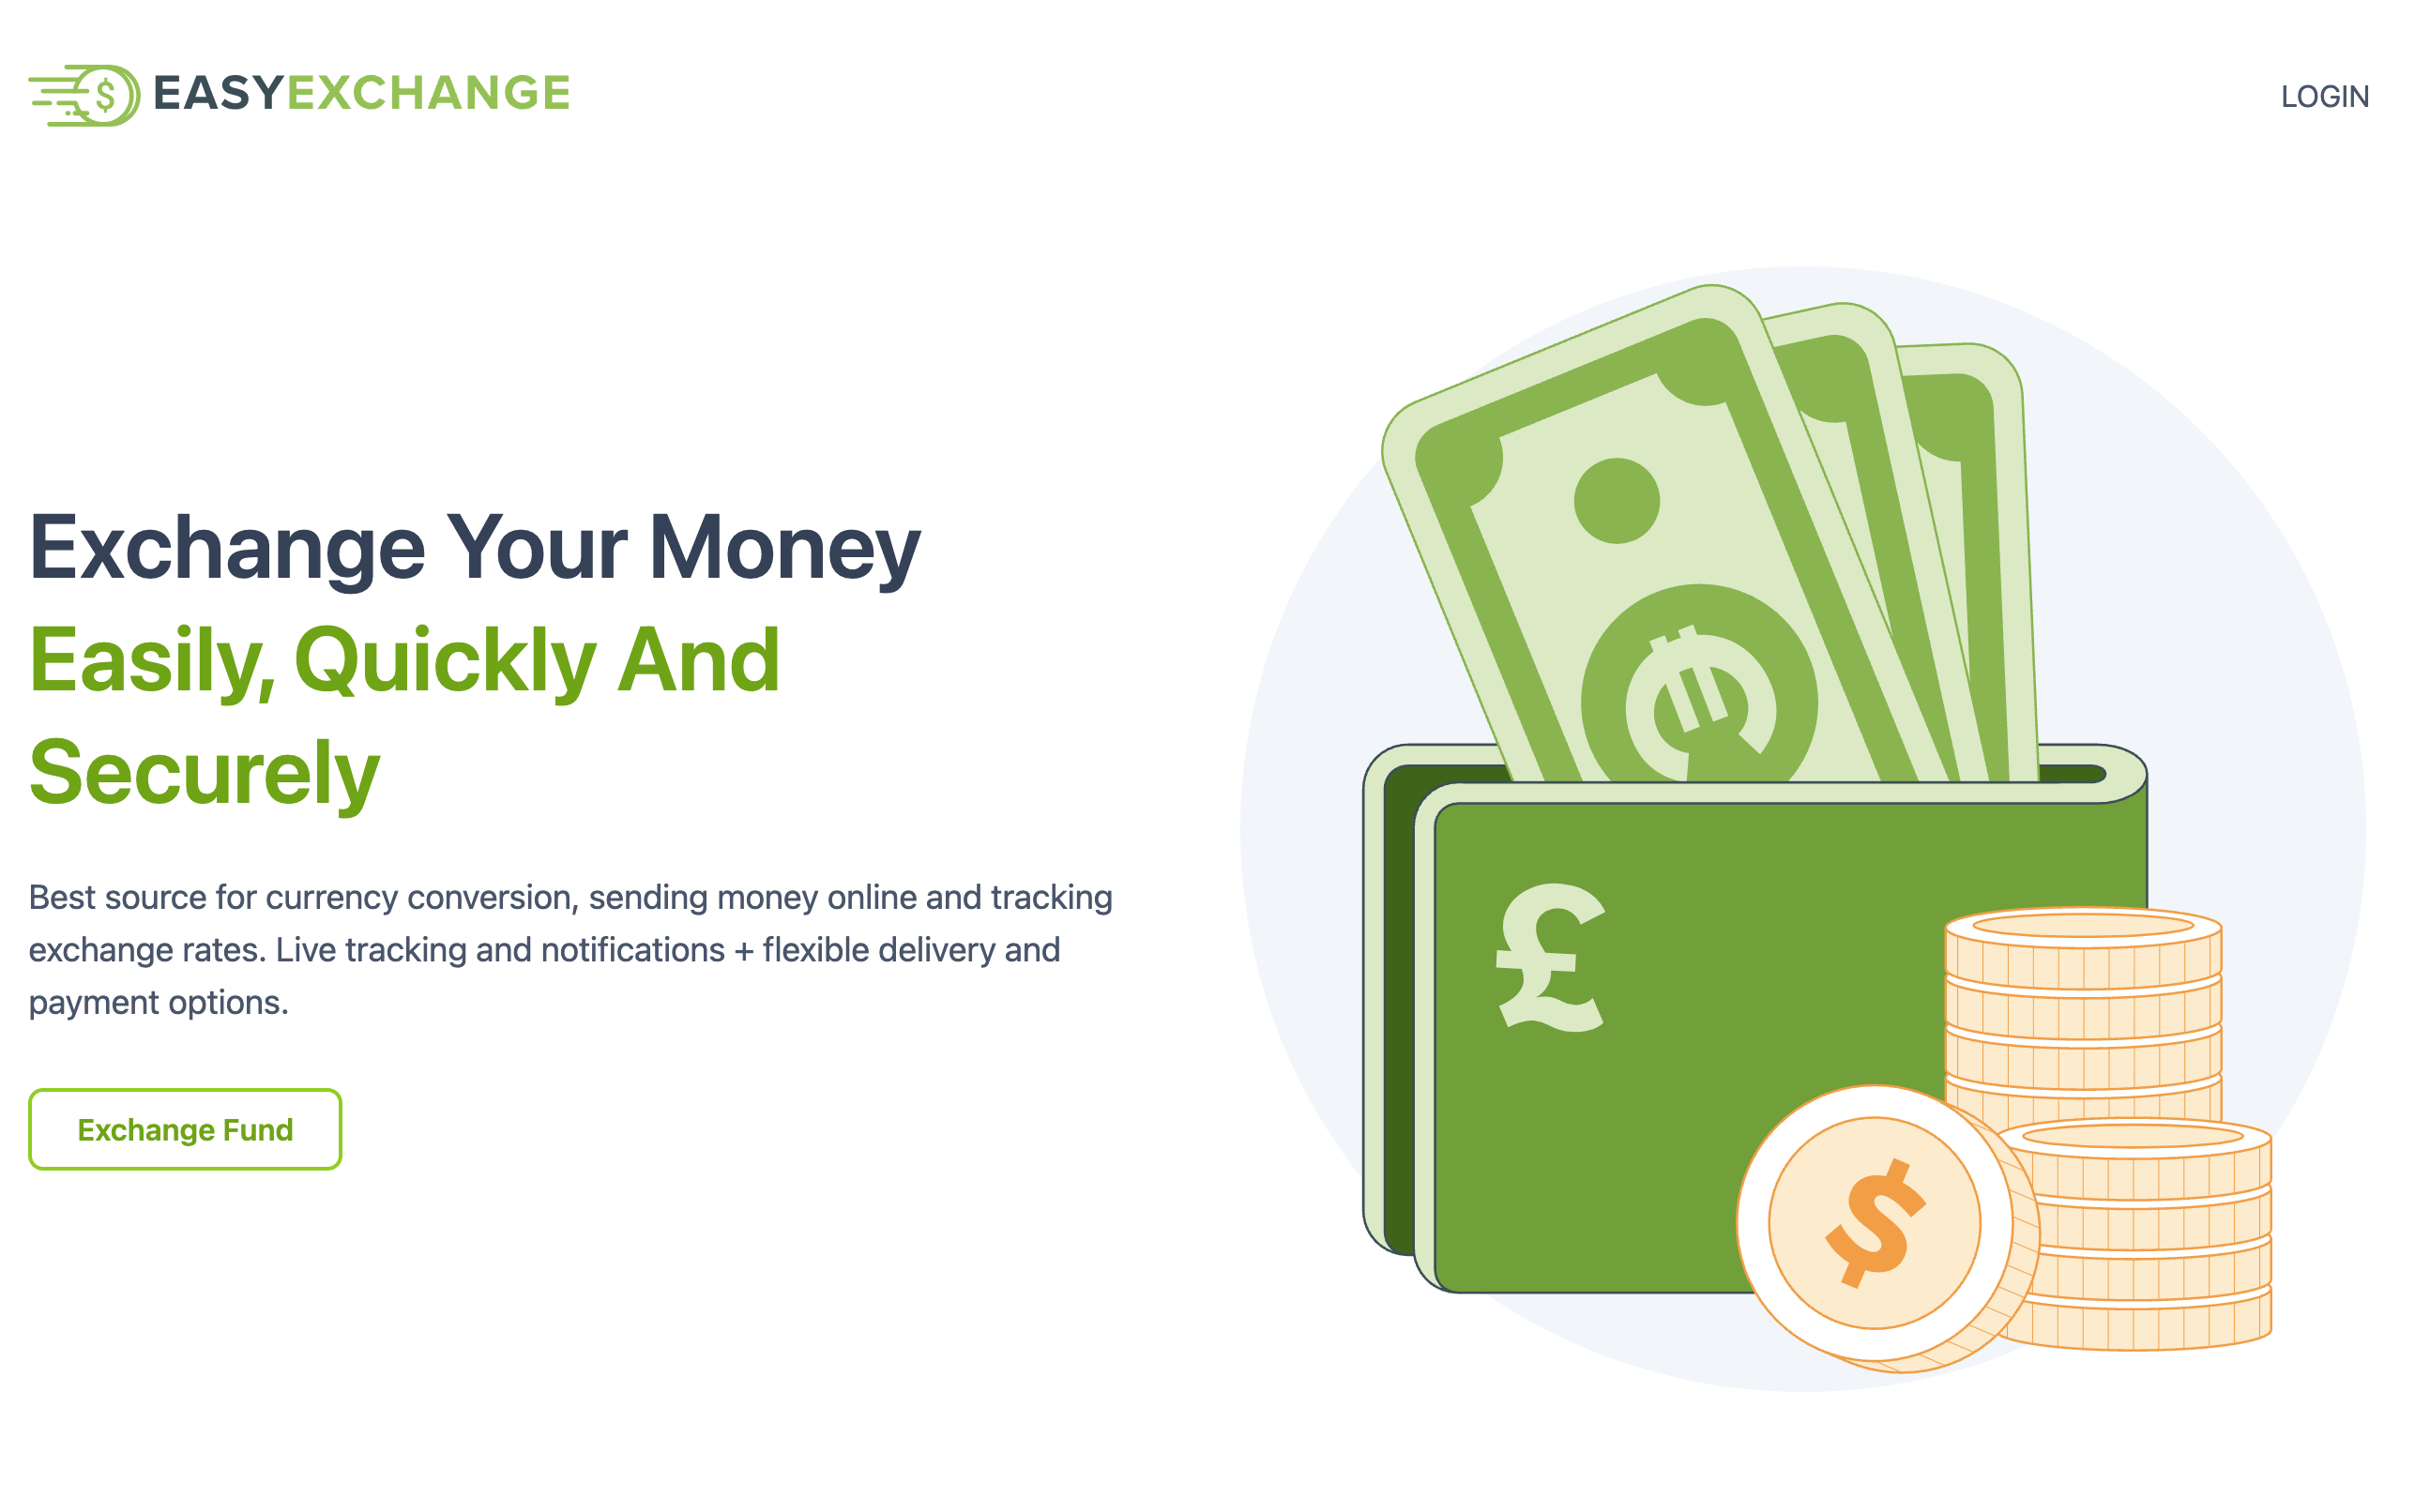 EASYEXCHANGE
LOGIN
Exchange Your Money
Easily, Quickly And
Securely
Best source for currency conversion, sending money online and tracking
exchange rates. Live tracking and notifications + flexible delivery and
payment options.
Exchange Fund
€
£
$